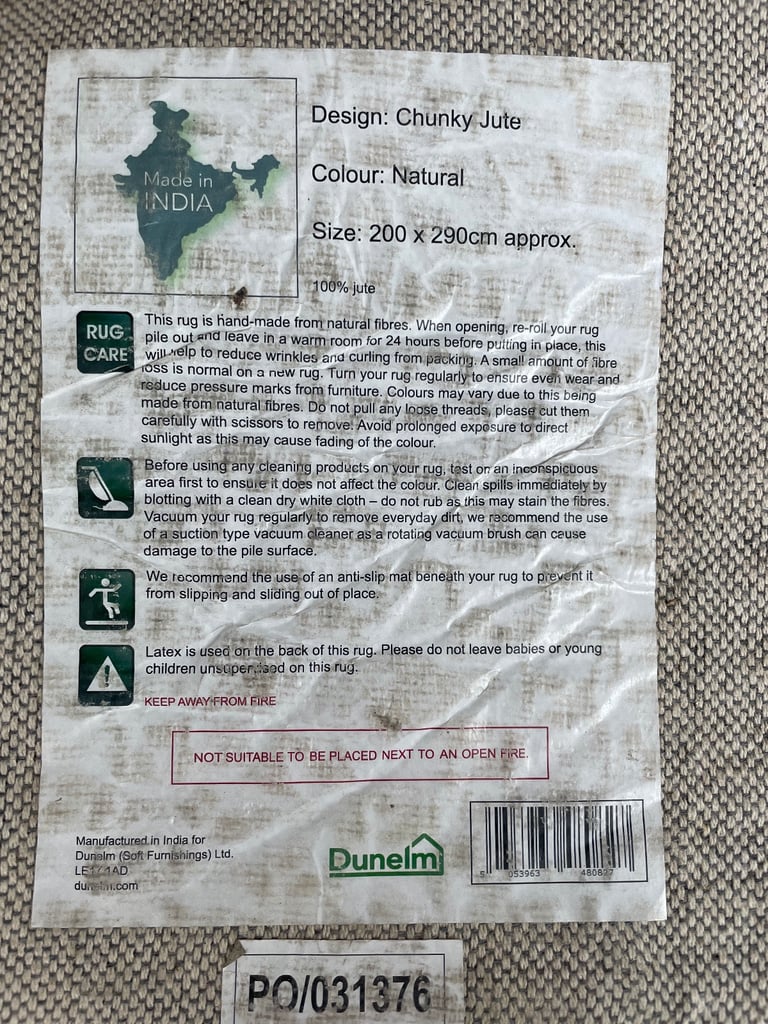 Made in
INDIA
Design: Chunky Jute
Colour: Natural
Size: 200 x 290cm approx.
100% jute
RUG
CARE
This rug is hand-made from natural fibres. When opening, re-roll your rug
pile out and leave in a warm room for 24 hours before putting in place, this
will help to reduce wrinkles and curling from packing. A small amount of fibre
loss is normal on a new rug. Turn your rug regularly to ensure even wear and
reduce pressure marks from furniture. Colours may vary due to this being
made from natural fibres. Do not pull any loose threads, please cut them
carefully with scissors to remove. Avoid prolonged exposure to direct
sunlight as this may cause fading of the colour.
Before using any cleaning products on your rug, test on an inconspicuous
area first to ensure it does not affect the colour. Clean spills immediately by
blotting with a clean dry white cloth – do not rub as this may stain the fibres.
Vacuum your rug regularly to remove everyday dirt, we recommend the use
of a suction type vacuum cleaner as a rotating vacuum brush can cause
damage to the pile surface.
We recommend the use of an anti-slip mat beneath your rug to prevent it
from slipping and sliding out of place.
Latex is used on the back of this rug. Please do not leave babies or young
children unsupervised on this rug.
KEEP AWAY FROM FIRE
NOT SUITABLE TO BE PLACED NEXT TO AN OPEN FIRE.
Manufactured in India for
Dunelm (Soft Furnishings) Ltd.
dunelm.com
Dunelm
5 053963 480827
PO/031376